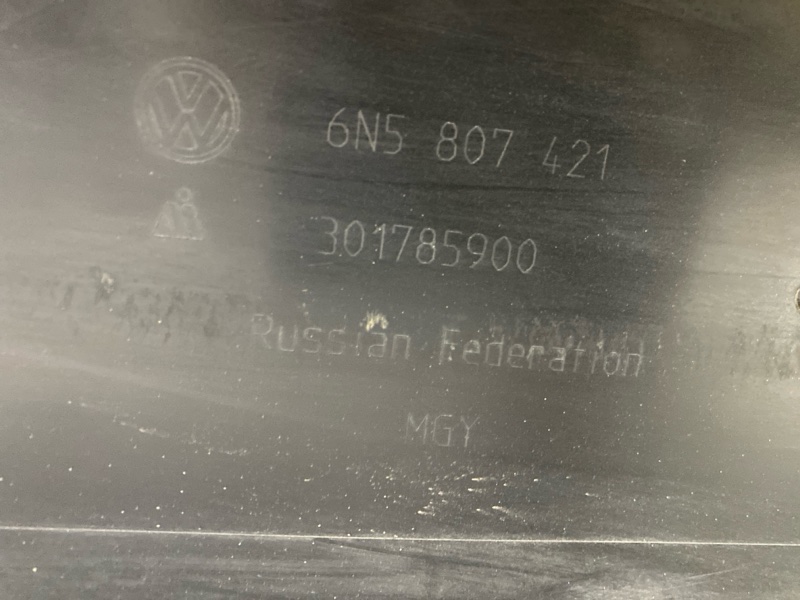 6N5 807 421
301785900
Russian Federation
MGY